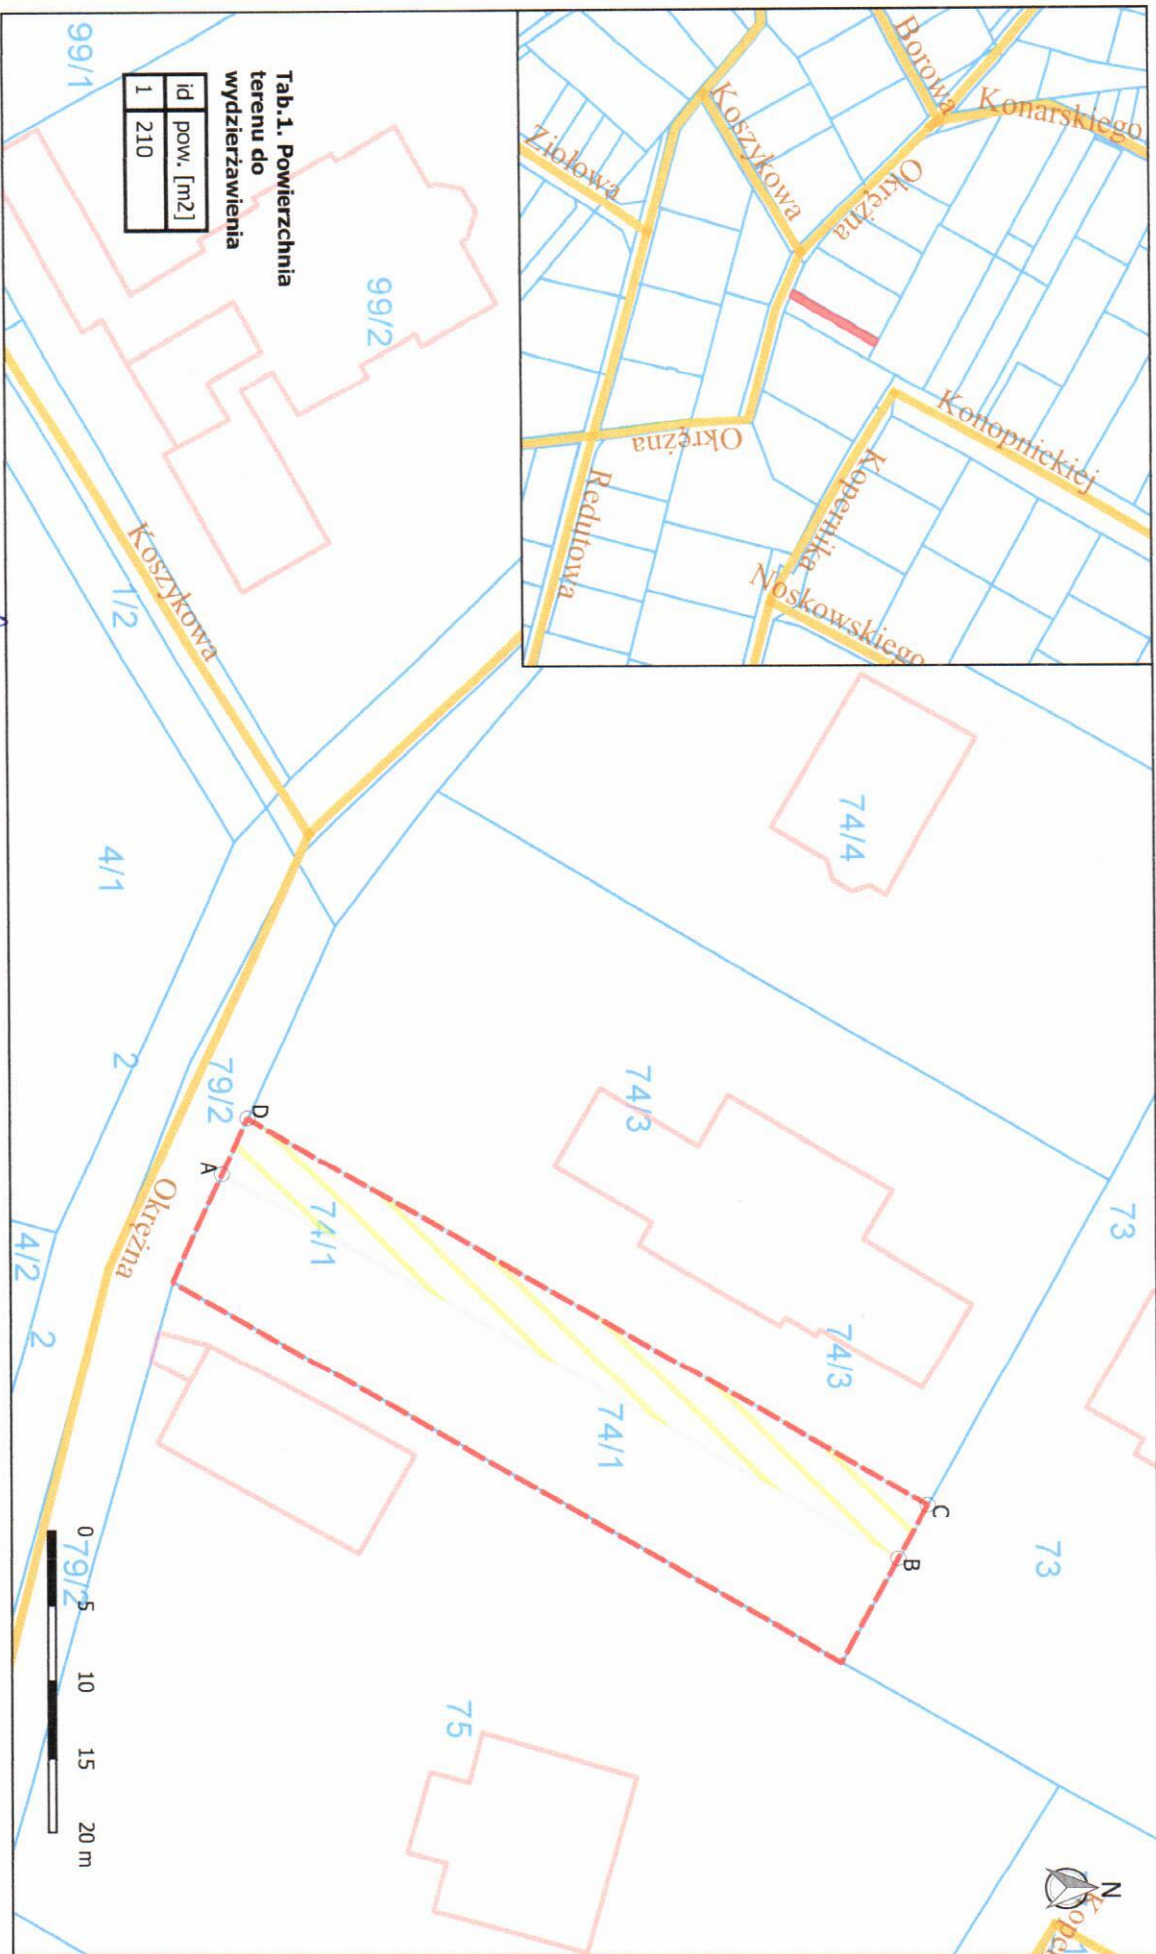 Borowa
Konarskiego
Koszykowa
Okrężna
Ziołowa
Konopnickiej
Okrężna
Kopernika
Redutowa
Noskowskiego
99/1
Tab.1. Powierzchnia
terenu do
wydzierżawienia
id pow. [m2]
1 210
99/2
Koszykowa
1/2
74/4
4/1
2
79/2
74/3
73
D
A
74/1
Okrężna
4/2
2
74/3
74/1
C
B
73
79/2
0 5 10 15 20 m
75
N